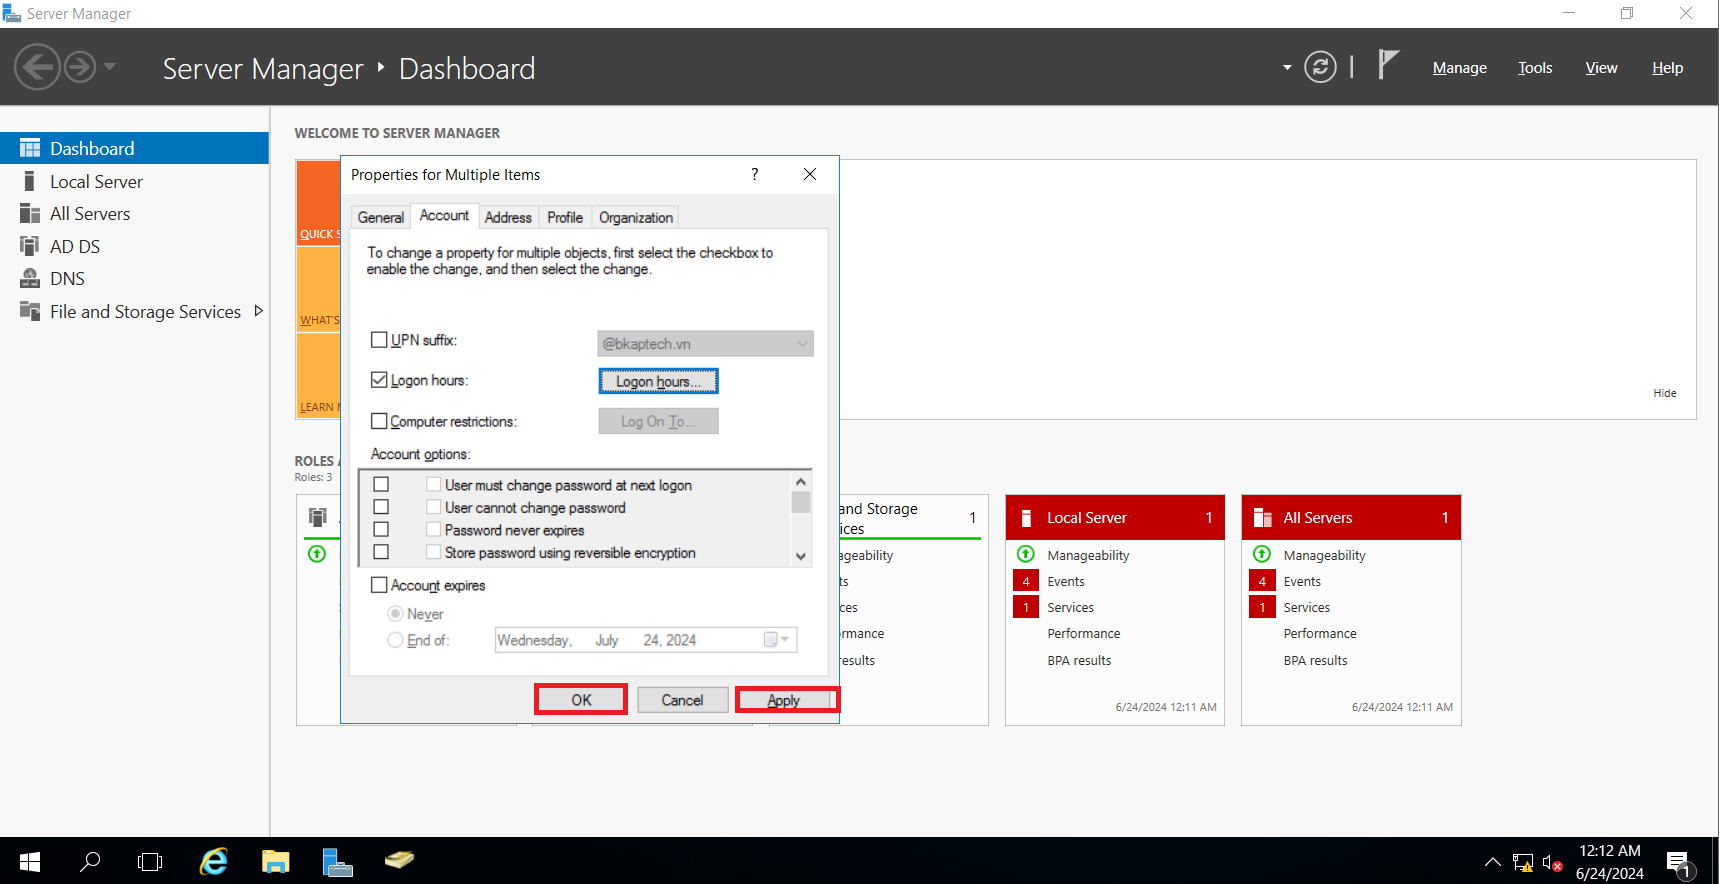 Server Manager
Server Manager ‣ Dashboard
Manage
Tools
View
Help
Dashboard
Local Server
All Servers
AD DS
DNS
File and Storage Services
WELCOME TO SERVER MANAGER
QUICK S
WHAT'S
LEARN
Hide
Properties for Multiple Items
?
General
Account
Address
Profile
Organization
To change a property for multiple objects, first select the checkbox to
enable the change, and then select the change.
UPN suffix:
@bkaptech.vn
Logon hours:
Logon hours...
Computer restrictions:
Log On To...
Account options:
User must change password at next logon
User cannot change password
Password never expires
Store password using reversible encryption
Account expires
Never
End of:
Wednesday, July 24, 2024
OK
Cancel
Apply
ROLES
Roles: 3
and Storage
ices
1
ageability
ts
ces
rmance
results
Local Server
1
Manageability
4 Events
1 Services
Performance
BPA results
6/24/2024 12:11 AM
All Servers
1
Manageability
4 Events
1 Services
Performance
BPA results
6/24/2024 12:11 AM
12:12 AM
6/24/2024
1